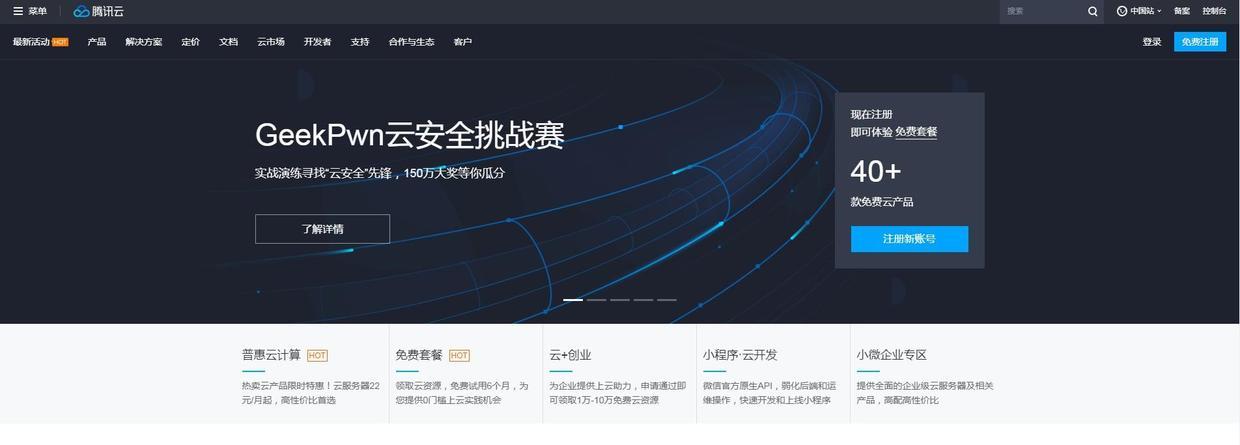 菜单
腾讯云
搜索
中国站
备案
控制台
最新活动 HOT
产品
解决方案
定价
文档
云市场
开发者
支持
合作与生态
客户
登录
免费注册
GeekPwn云安全挑战赛
实战演练寻找“云安全”先锋，150万大奖等你瓜分
了解详情
现在注册
即可体验 免费套餐
40+
款免费云产品
注册新账号
普惠云计算 HOT
热卖云产品限时特惠！云服务器22
元/月起，高性价比首选
免费套餐 HOT
领取云资源，免费试用6个月，为
您提供0门槛上云实践机会
云+创业
为企业提供上云助力，申请通过即
可领取1万-10万免费云资源
小程序·云开发
微信官方原生API，弱化后端和运
维操作，快速开发和上线小程序
小微企业专区
提供全面的企业级云服务器及相关
产品，高配高性价比